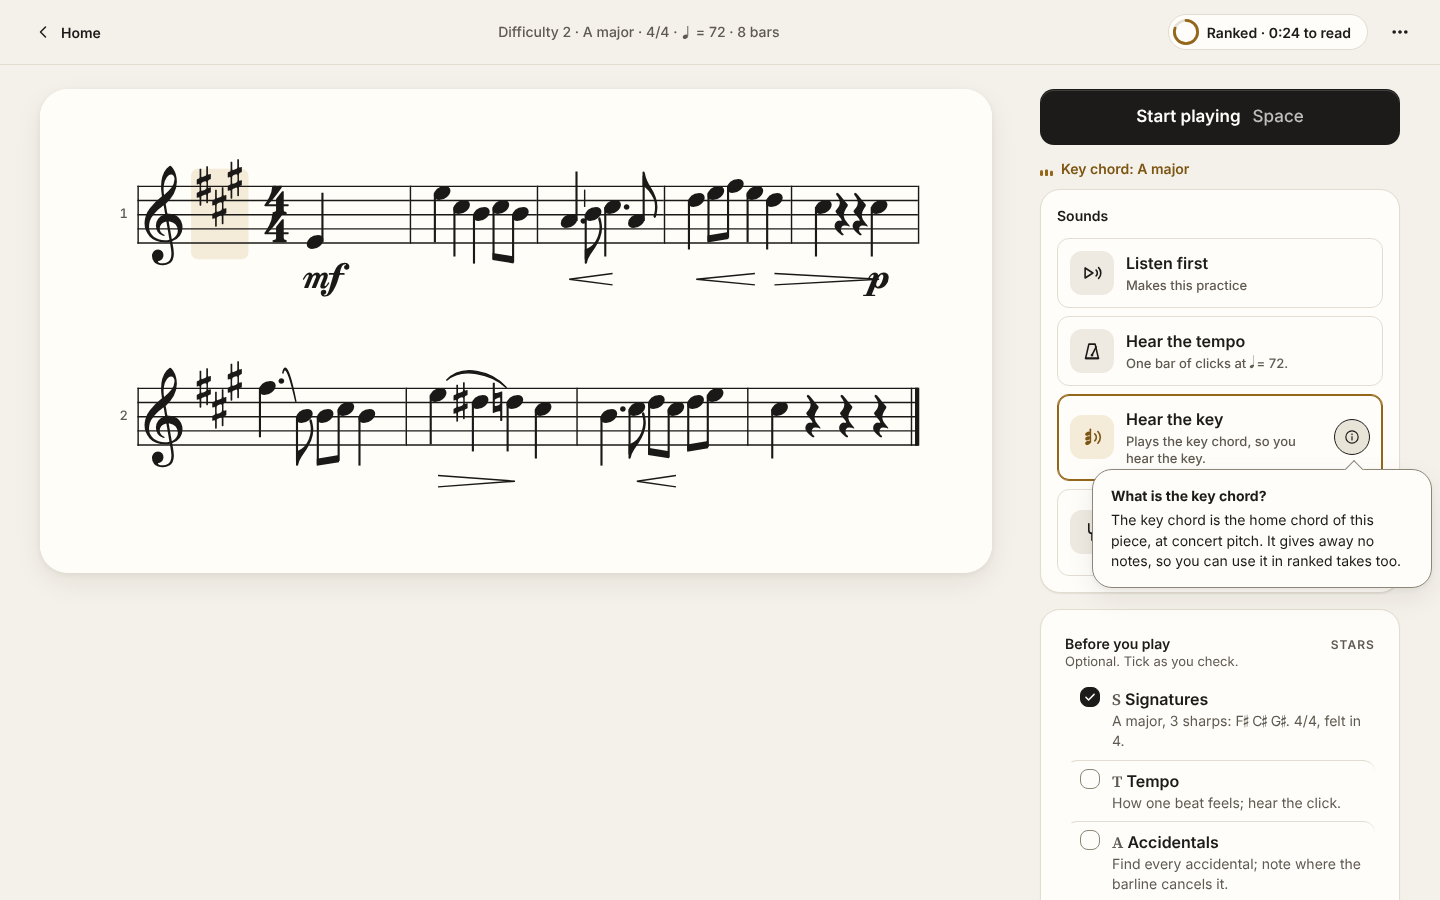 Home
Difficulty 2 · A major · 4/4 · ♩ = 72 · 8 bars
Ranked · 0:24 to read
Start playing Space
Key chord: A major
Sounds
Listen first
Makes this practice
Hear the tempo
One bar of clicks at ♩ = 72.
Hear the key
Plays the key chord, so you
hear the key.
What is the key chord?
The key chord is the home chord of this
piece, at concert pitch. It gives away no
notes, so you can use it in ranked takes too.
Before you play
STARS
Optional. Tick as you check.
S Signatures
A major, 3 sharps: F♯ C♯ G♯. 4/4, felt in
4.
T Tempo
How one beat feels; hear the click.
A Accidentals
Find every accidental; note where the
barline cancels it.
1
4
4
mf
p
2